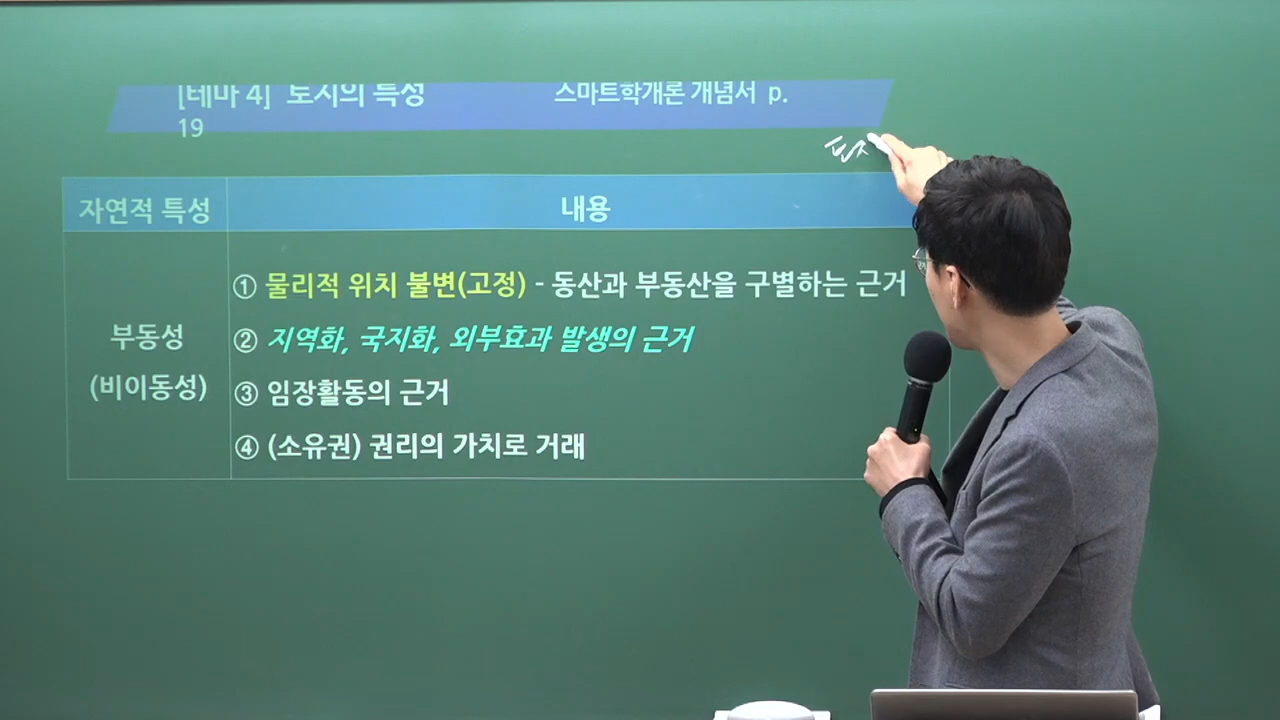 [테마 4] 토지의 특성 스마트학개론 개념서 p.
19
토지
자연적 특성 내용
부동성
(비이동성)
① 물리적 위치 불변(고정) - 동산과 부동산을 구별하는 근거
② 지역화, 국지화, 외부효과 발생의 근거
③ 임장활동의 근거
④ (소유권) 권리의 가치로 거래